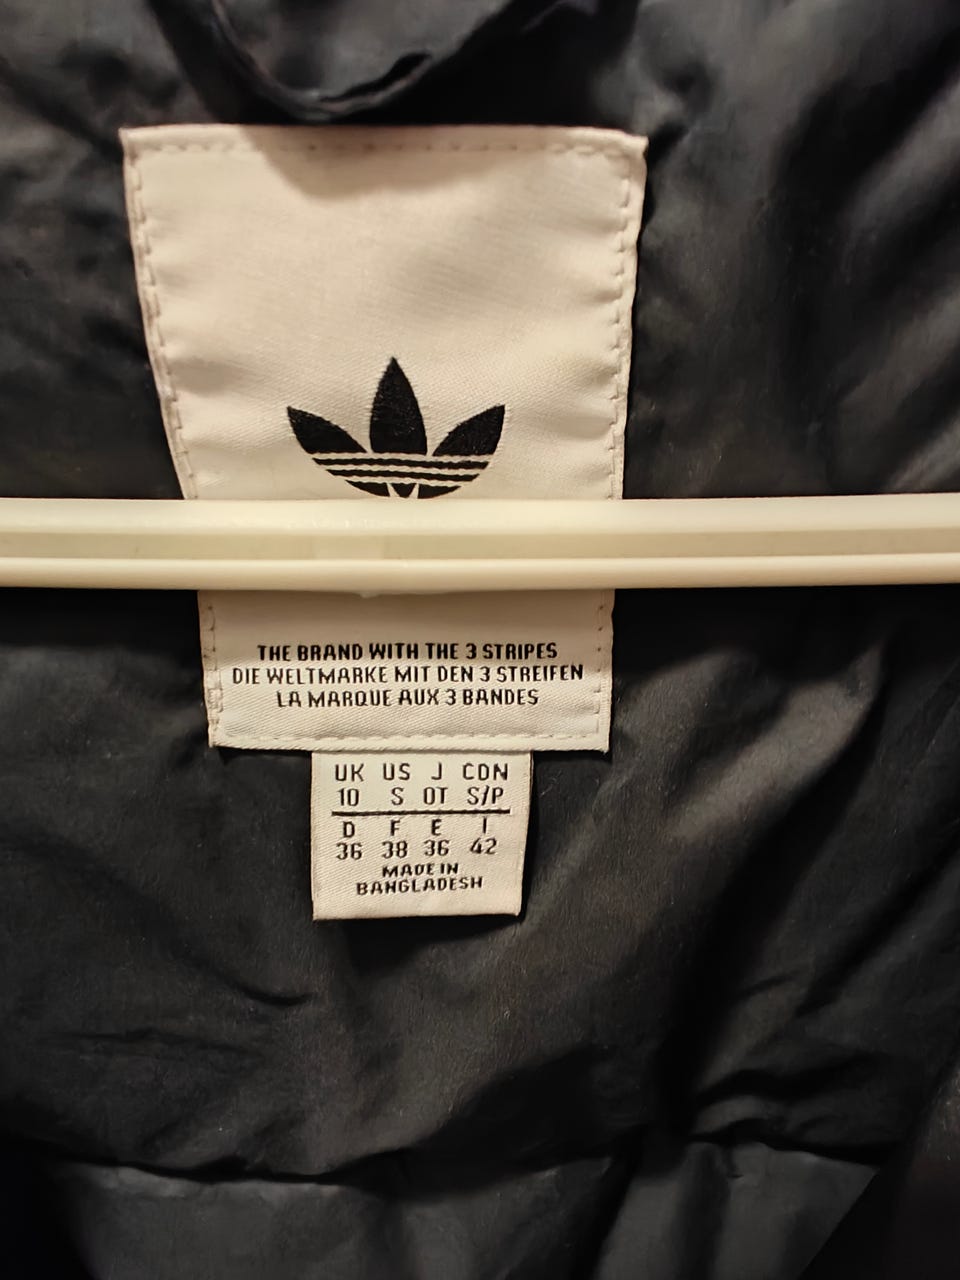 THE BRAND WITH THE 3 STRIPES
DIE WELTMARKE MIT DEN 3 STREIFEN
LA MARQUE AUX 3 BANDES
UK US J CDN
10 S OT S/P
D F E I
36 38 36 42
MADE IN
BANGLADESH